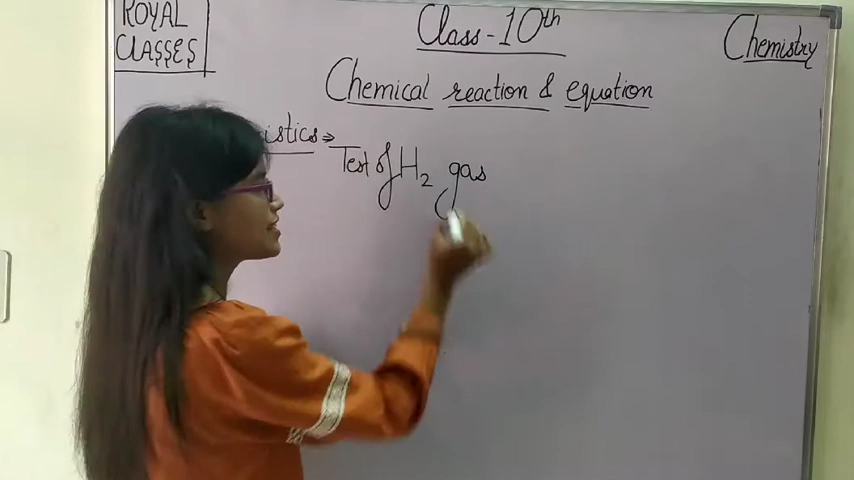 ROYAL
CLASSES
Class-10th
Chemistry
Chemical reaction & equation
Test of H₂ gas